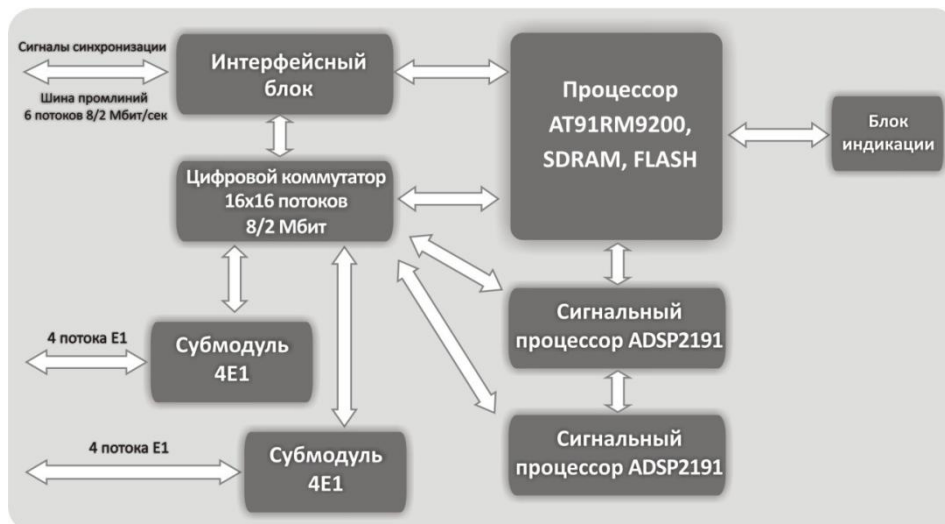 Сигналы синхронизации
Шина промлиний
6 потоков 8/2 Мбит/сек
Интерфейсный
блок
Процессор
AT91RM9200,
SDRAM, FLASH
Блок
индикации
Цифровой коммутатор
16x16 потоков
8/2 Мбит
Сигнальный
процессор ADSP2191
4 потока E1
Субмодуль
4E1
Сигнальный
процессор ADSP2191
4 потока E1
Субмодуль
4E1